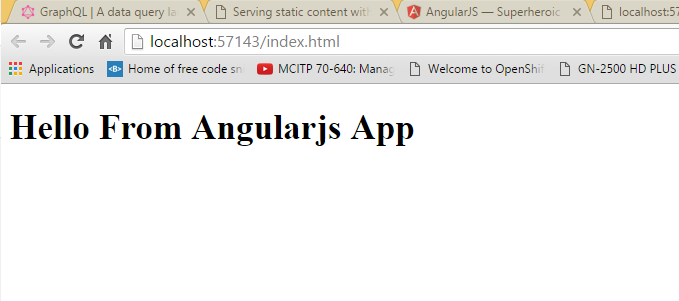 GraphQL | A data query la
Serving static content with
AngularJS — Superheroic
localhost:57
localhost:57143/index.html
Applications
<B>
Home of free code sn
MCITP 70-640: Manag
Welcome to OpenShif
GN-2500 HD PLUS
Hello From Angularjs App